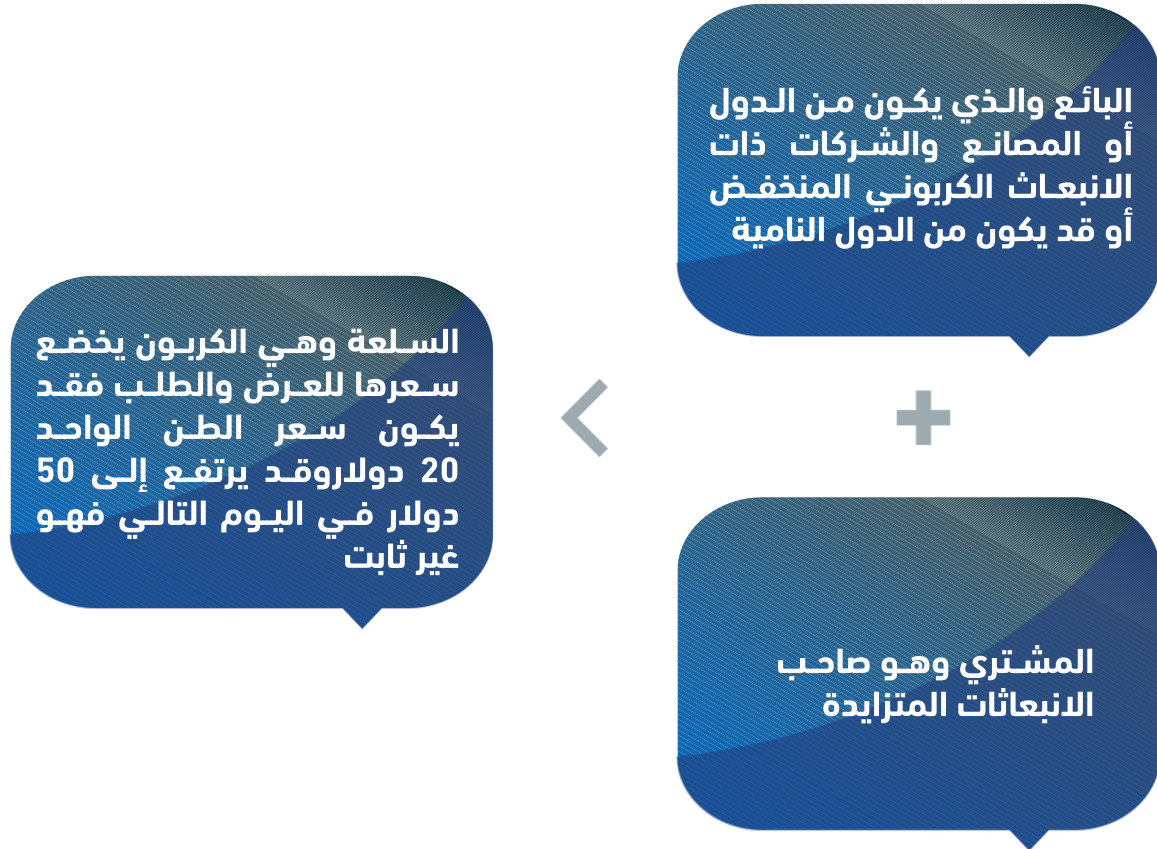 البائع والذي يكون من الدول
أو المصانع والشركات ذات
الانبعاث الكربوني المنخفض
أو قد يكون من الدول النامية
+
المشتري وهو صاحب
الانبعاثات المتزايدة
<
السلعة وهي الكربون يخضع
سعرها للعرض والطلب فقد
يكون سعر الطن الواحد
20 دولاروقد يرتفع إلى 50
دولار في اليوم التالي فهو
غير ثابت